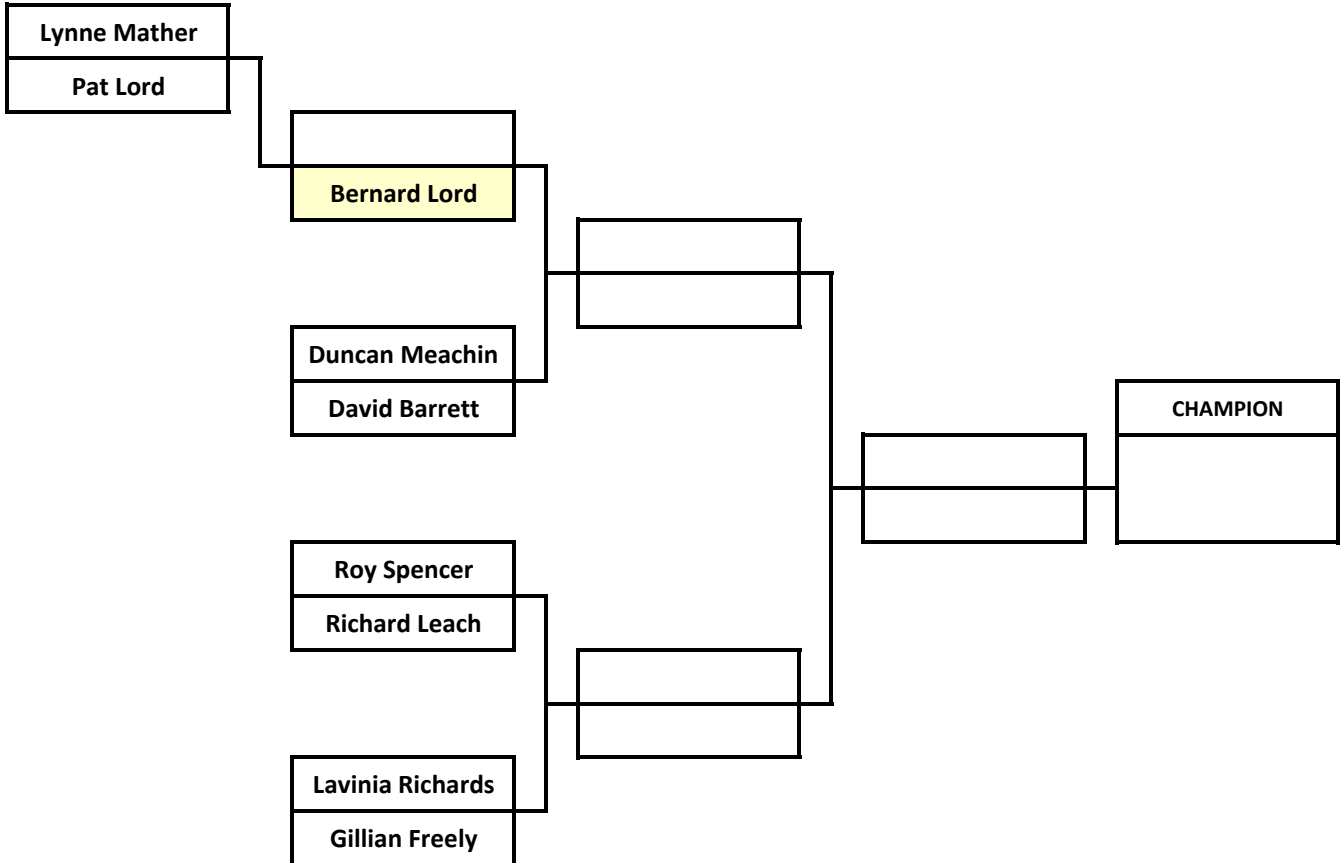 Lynne Mather
Pat Lord
Bernard Lord
Duncan Meachin
David Barrett
CHAMPION
Roy Spencer
Richard Leach
Lavinia Richards
Gillian Freely